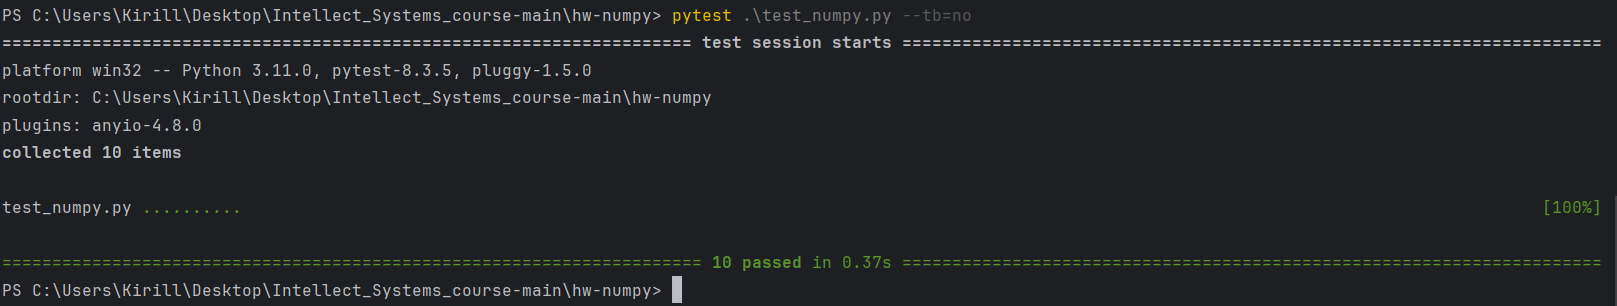 PS C:\Users\Kirill\Desktop\Intellect_Systems_course-main\hw-numpy> pytest .\test_numpy.py --tb=no
===================================================================== test session starts ======================================================================
platform win32 -- Python 3.11.0, pytest-8.3.5, pluggy-1.5.0
rootdir: C:\Users\Kirill\Desktop\Intellect_Systems_course-main\hw-numpy
plugins: anyio-4.8.0
collected 10 items
test_numpy.py .......... [100%]
====================================================================== 10 passed in 0.37s ======================================================================
PS C:\Users\Kirill\Desktop\Intellect_Systems_course-main\hw-numpy>